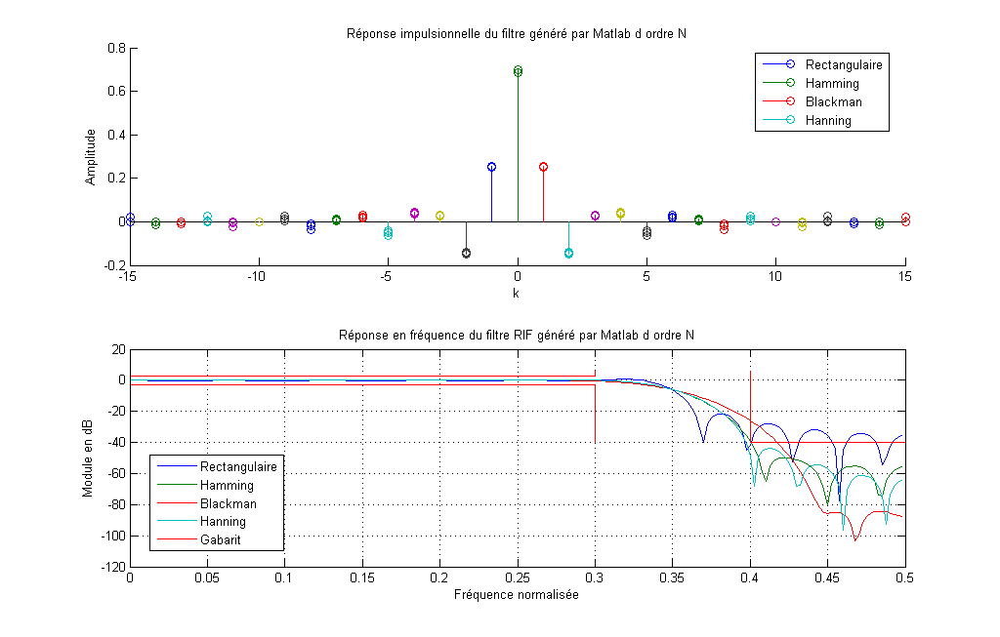 Réponse impulsionnelle du filtre généré par Matlab d ordre N
0.8
0.6
0.4
0.2
0
-0.2
Amplitude
-15
-10
-5
0
5
10
15
k
Rectangulaire
Hamming
Blackman
Hanning
Réponse en fréquence du filtre RIF généré par Matlab d ordre N
20
0
-20
-40
-60
-80
-100
-120
Module en dB
Rectangulaire
Hamming
Blackman
Hanning
Gabarit
0
0.05
0.1
0.15
0.2
0.25
0.3
0.35
0.4
0.45
0.5
Fréquence normalisée